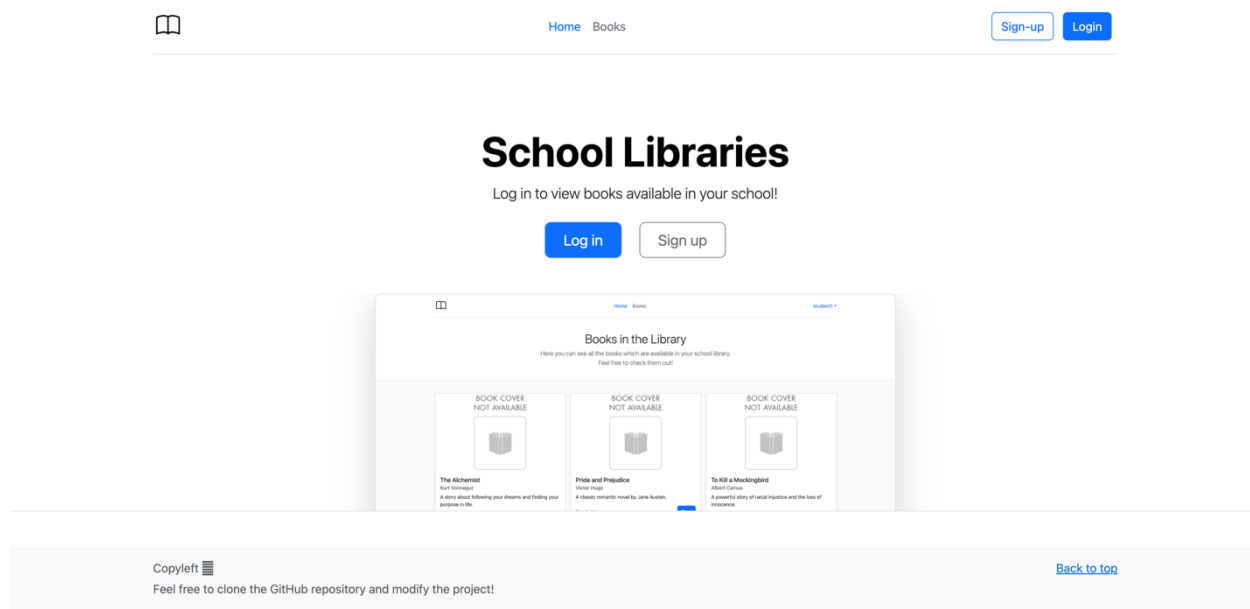 Home Books
Sign-up Login
School Libraries
Log in to view books available in your school!
Log in Sign up
Home Books student1
Books in the Library
Here you can see all the books which are available in your school library.
Feel free to check them out!
BOOK COVER
NOT AVAILABLE
The Alchemist
Kurt Vonnegut
A story about following your dreams and finding your
purpose in life.
BOOK COVER
NOT AVAILABLE
Pride and Prejudice
Victor Hugo
A classic romantic novel by Jane Austen.
BOOK COVER
NOT AVAILABLE
To Kill a Mockingbird
Albert Camus
A powerful story of racial injustice and the loss of
innocence.
Copyleft
Back to top
Feel free to clone the GitHub repository and modify the project!